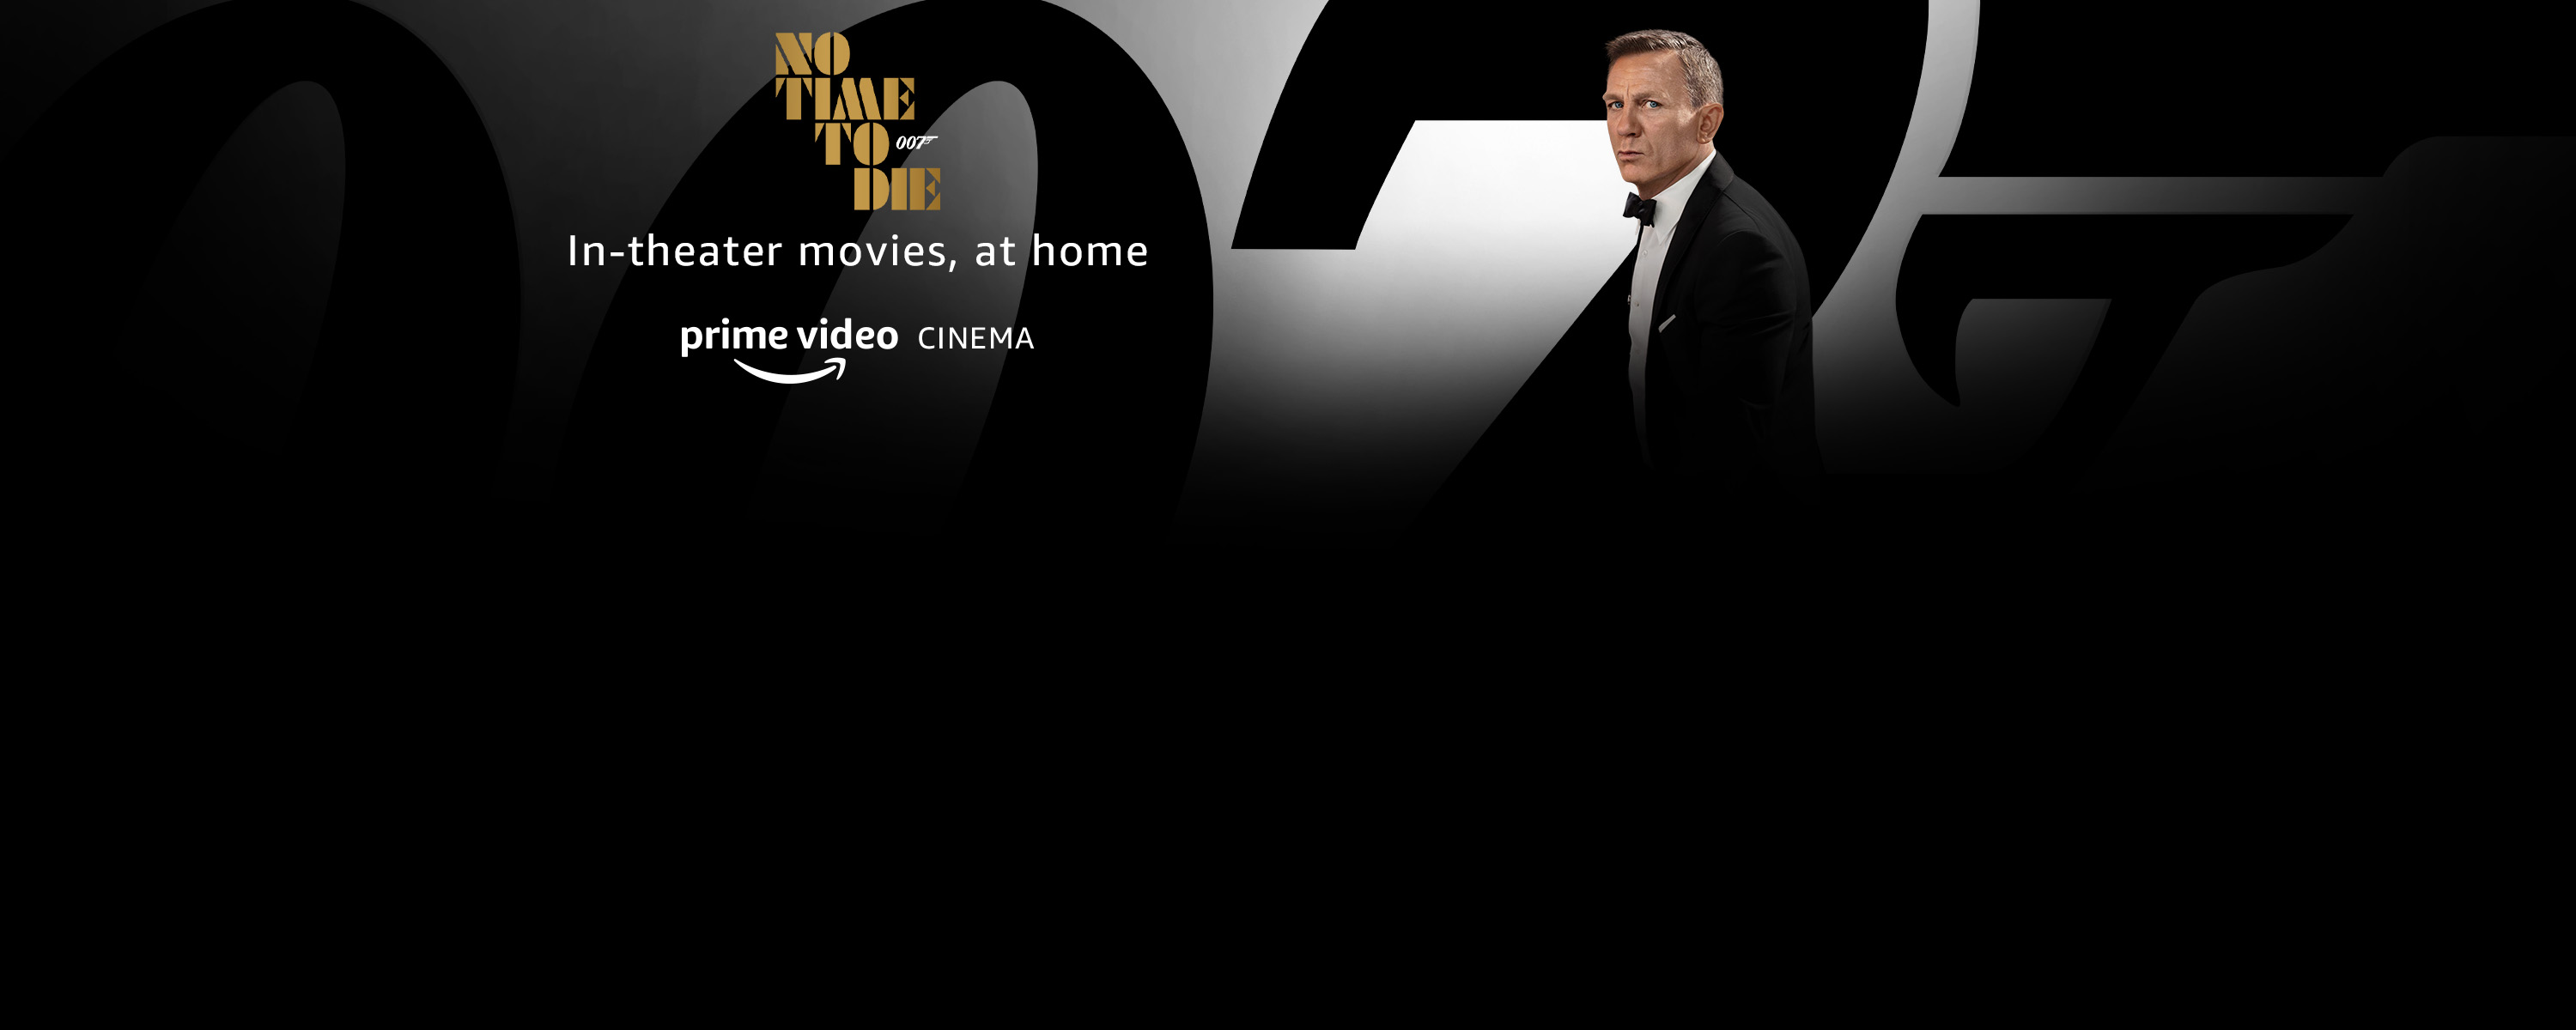 NO
TIME
TO 007
DIE
In-theater movies, at home
prime video CINEMA